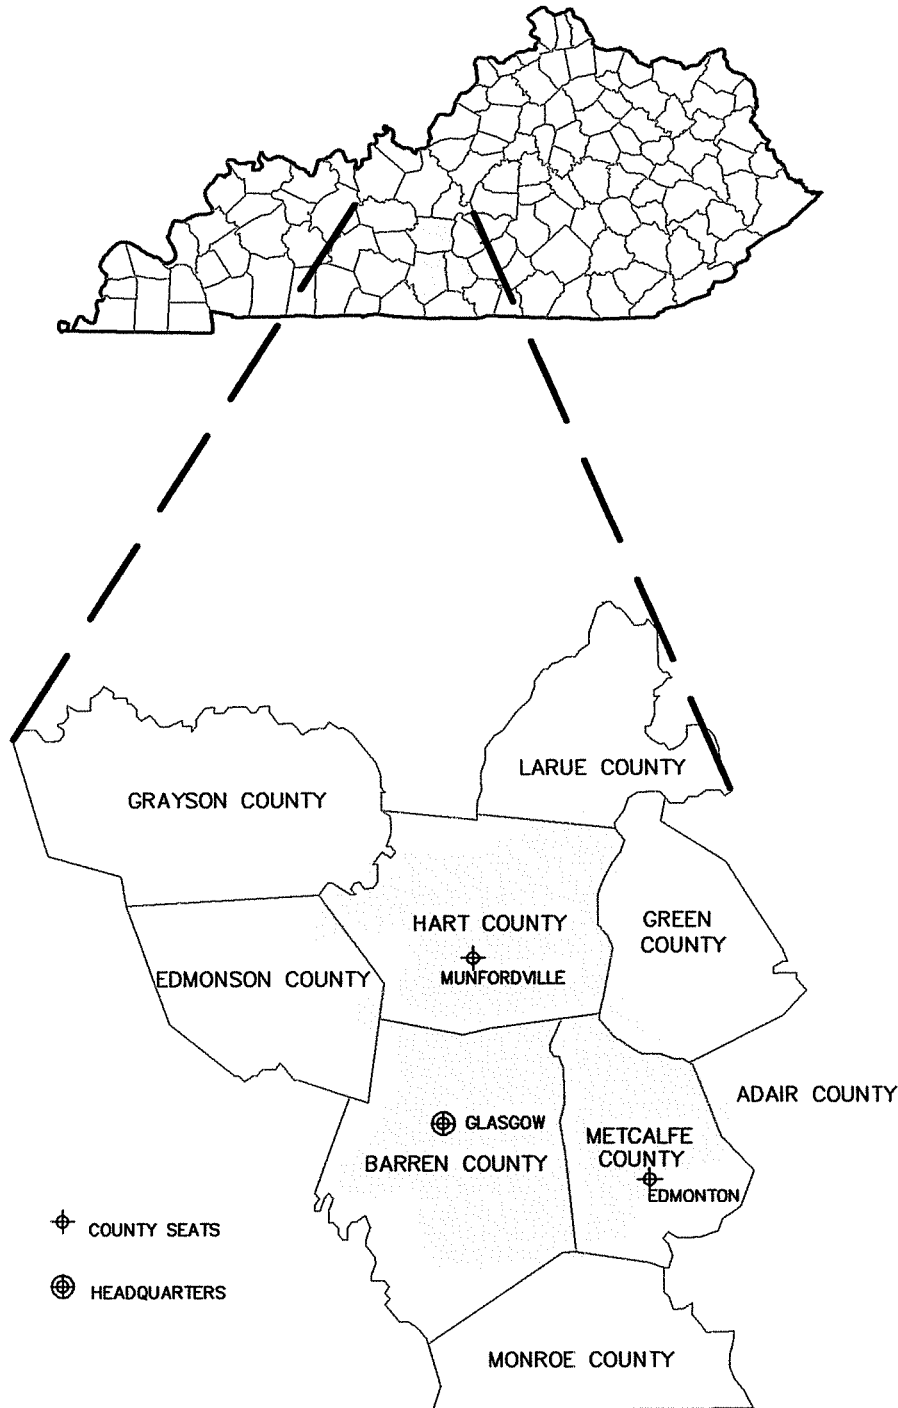 LARUE COUNTY
GRAYSON COUNTY
HART COUNTY
GREEN
COUNTY
MUNFORDVILLE
EDMONSON COUNTY
ADAIR COUNTY
GLASGOW
BARREN COUNTY
METCALFE
COUNTY
EDMONTON
COUNTY SEATS
HEADQUARTERS
MONROE COUNTY